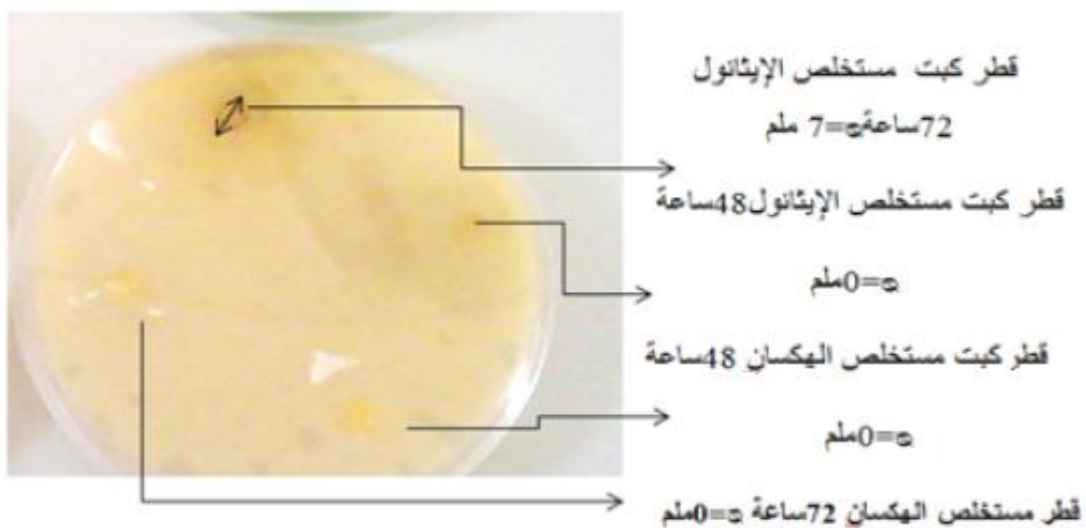 قطر كبت مستخلص الإيثانول
72ساعةᴓ=7 ملم
قطر كبت مستخلص الإيثانول48ساعة
ᴓ=0ملم
قطر كبت مستخلص الهكسان 48ساعة
ᴓ=0ملم
قطر مستخلص الهكسان 72ساعة ᴓ=0ملم